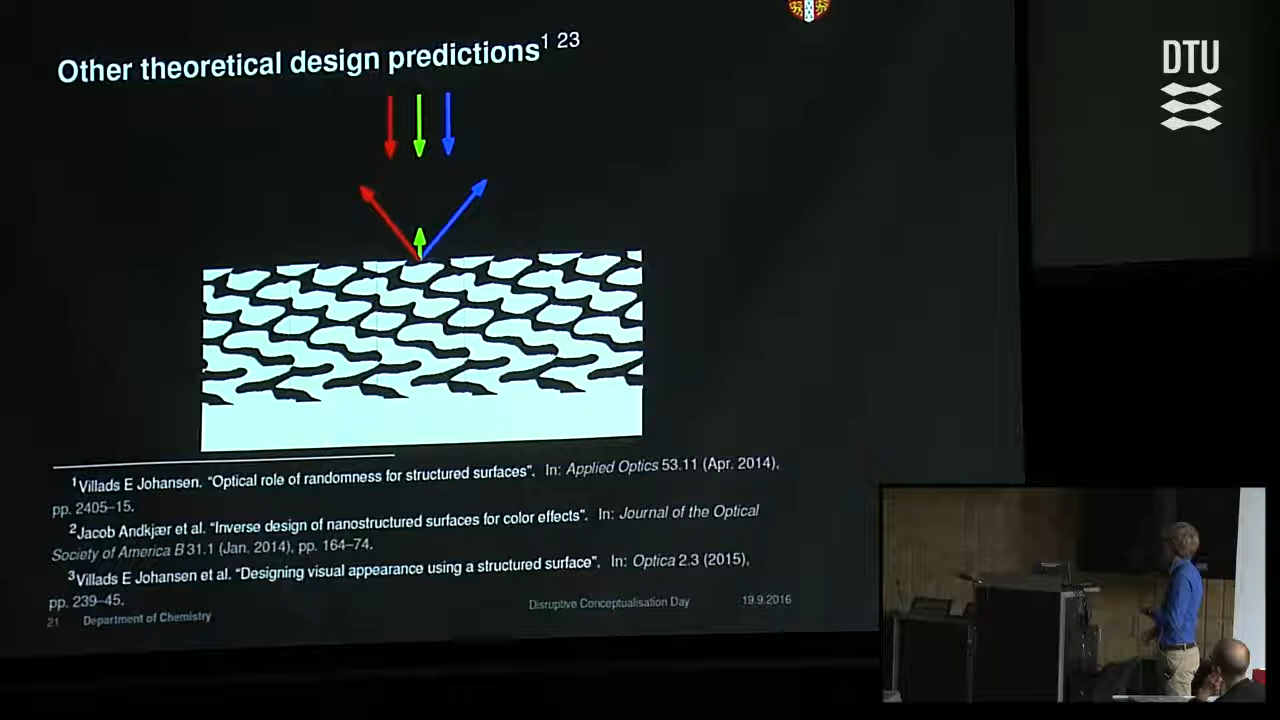 Other theoretical design predictions1 23
DTU
1Villads E Johansen. “Optical role of randomness for structured surfaces”. In: Applied Optics 53.11 (Apr. 2014),
pp. 2405–15.
2Jacob Andkjær et al. “Inverse design of nanostructured surfaces for color effects”. In: Journal of the Optical
Society of America B 31.1 (Jan. 2014), pp. 164–74.
3Villads E Johansen et al. “Designing visual appearance using a structured surface”. In: Optica 2.3 (2015),
pp. 239–45.
21 Department of Chemistry Disruptive Conceptualisation Day 19.9.2016